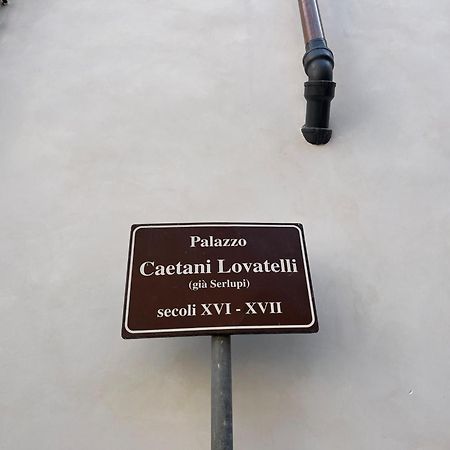 Palazzo
Caetani Lovatelli
(già Serlupi)
secoli XVI - XVII